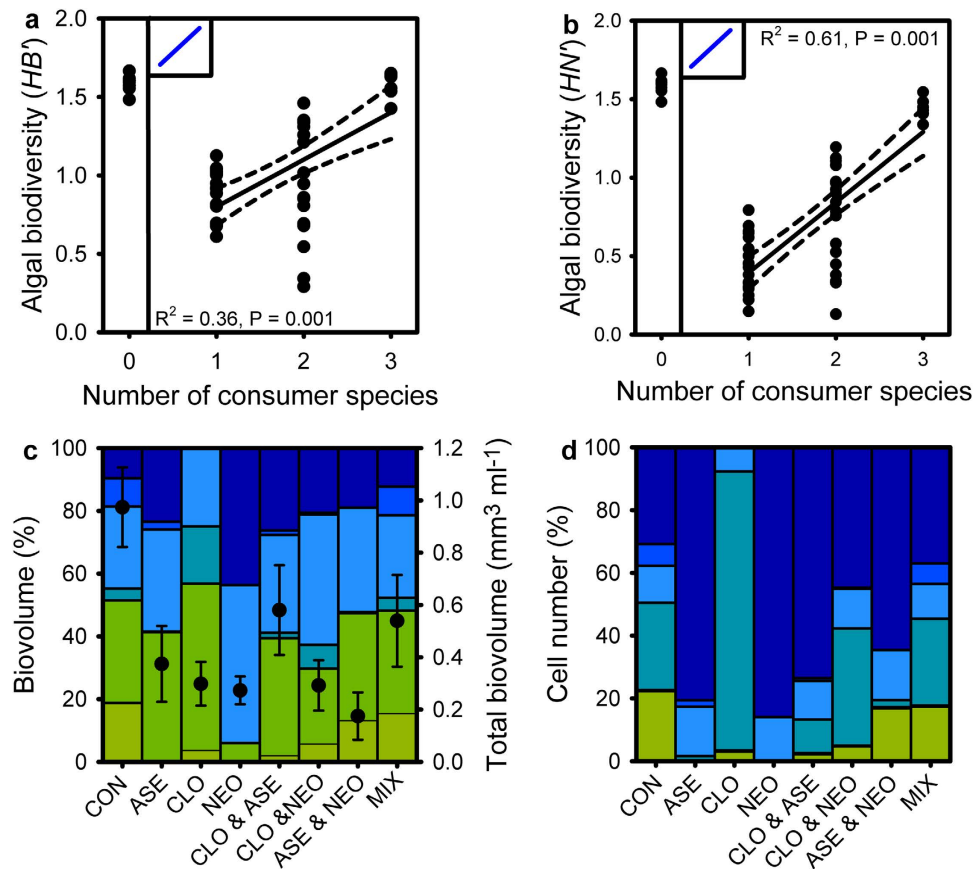 a
b
2.0
1.5
1.0
0.5
0.0
Algal biodiversity (HB')
R² = 0.36, P = 0.001
0 1 2 3
Number of consumer species
2.0
1.5
1.0
0.5
0.0
Algal biodiversity (HN')
R² = 0.61, P = 0.001
0 1 2 3
Number of consumer species
c
100
80
60
40
20
0
Biovolume (%)
1.2
1.0
0.8
0.6
0.4
0.2
0.0
Total biovolume (mm³ ml⁻¹)
CON
ASE
CLO
NEO
CLO & ASE
CLO &NEO
ASE & NEO
MIX
d
100
80
60
40
20
0
Cell number (%)
CON
ASE
CLO
NEO
CLO & ASE
CLO & NEO
ASE & NEO
MIX